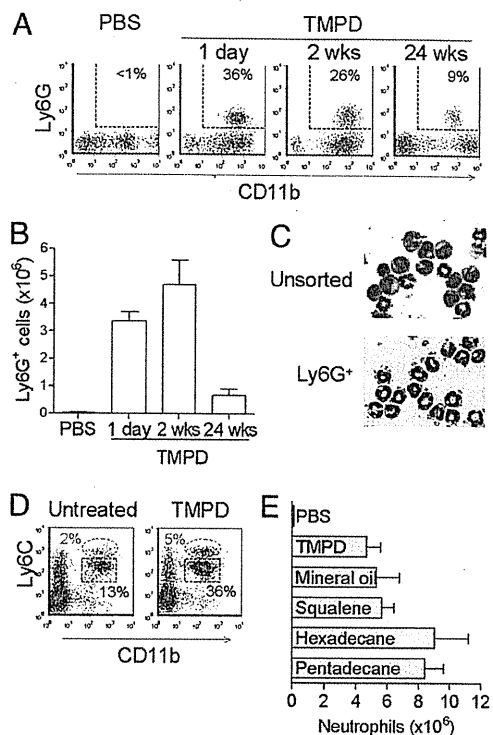 A
PBS
TMPD
1 day
2 wks
24 wks
<1%
36%
26%
9%
Ly6G
CD11b
B
Ly6G+ cells (x10⁶)
6
5
4
3
2
1
0
PBS
1 day
2 wks
24 wks
TMPD
C
Unsorted
Ly6G+
D
Untreated
TMPD
2%
13%
5%
36%
Ly6C
CD11b
E
PBS
TMPD
Mineral oil
Squalene
Hexadecane
Pentadecane
0 2 4 6 8 10 12
Neutrophils (x10⁶)